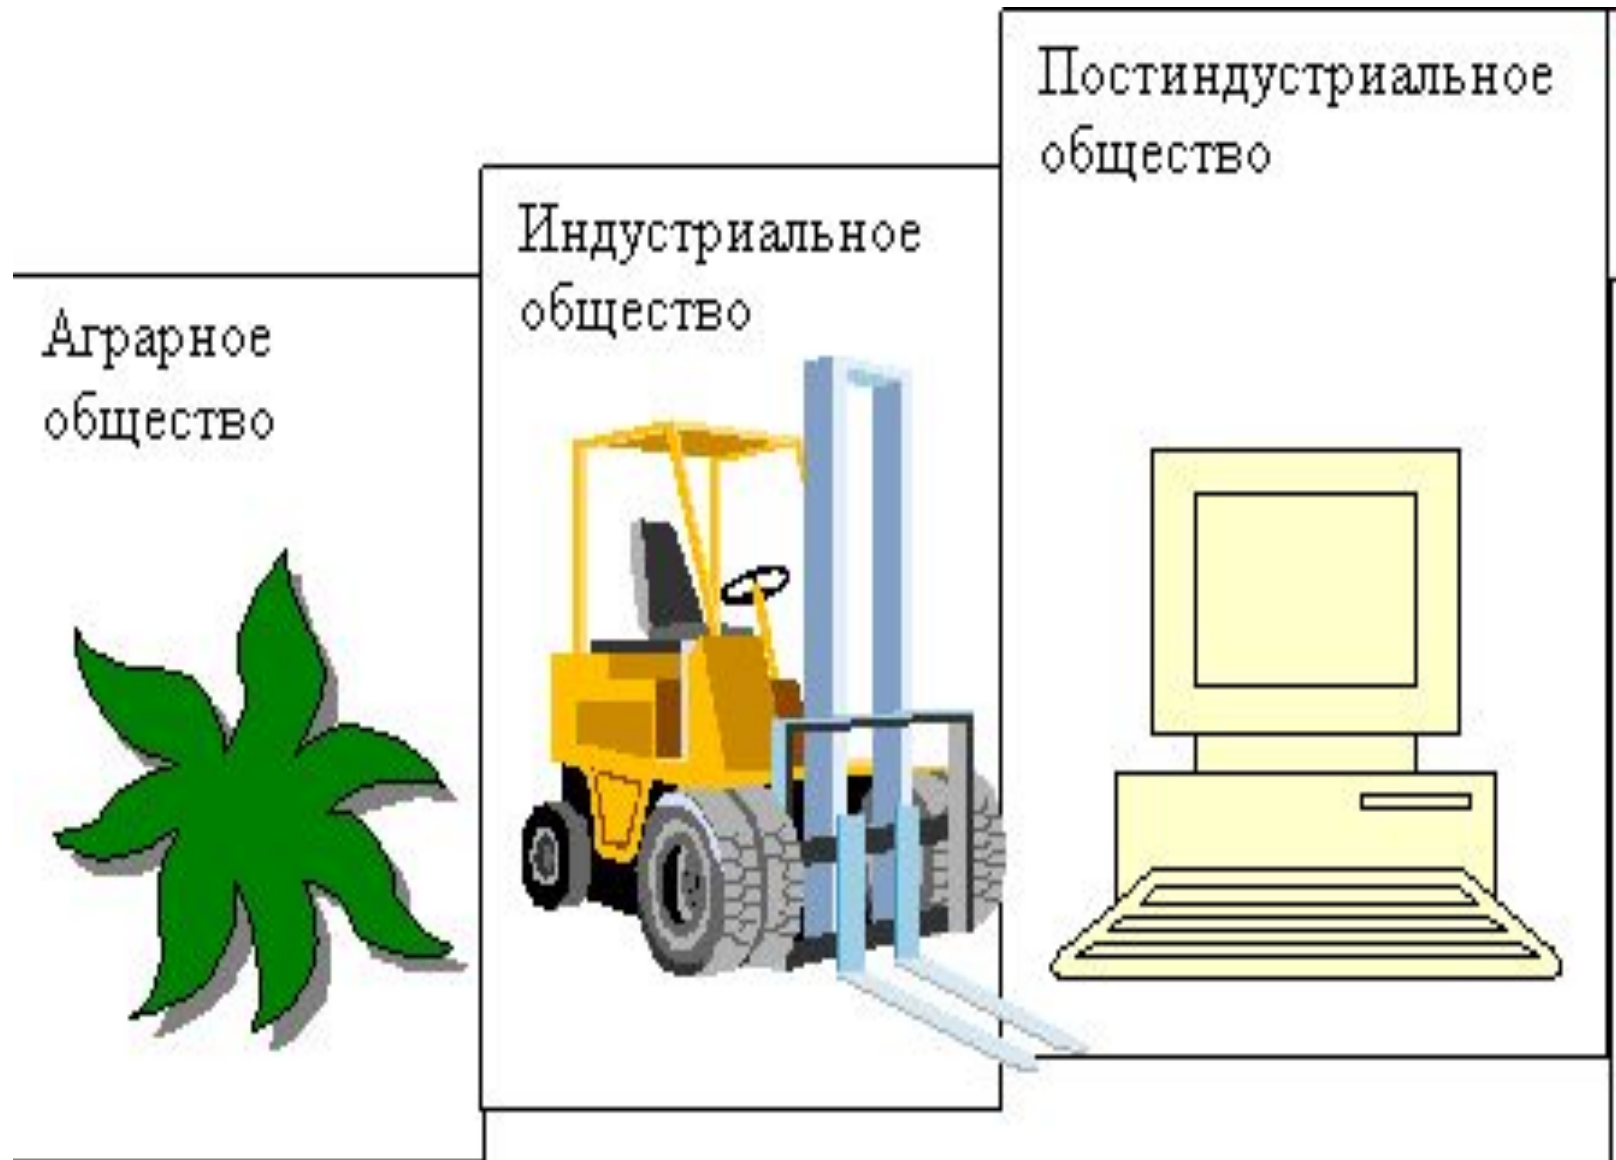 Аграрное
общество
Индустриальное
общество
Постиндустриальное
общество